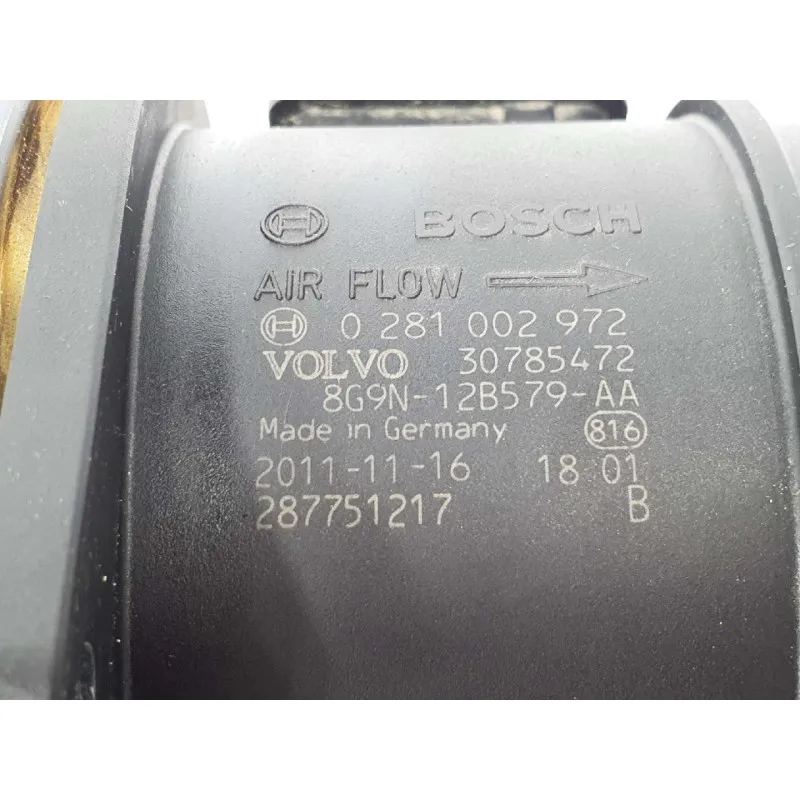 BOSCH
AIR FLOW
0 281 002 972
VOLVO 30785472
8G9N-12B579-AA
Made in Germany 816
2011-11-16 18 01
287751217 B